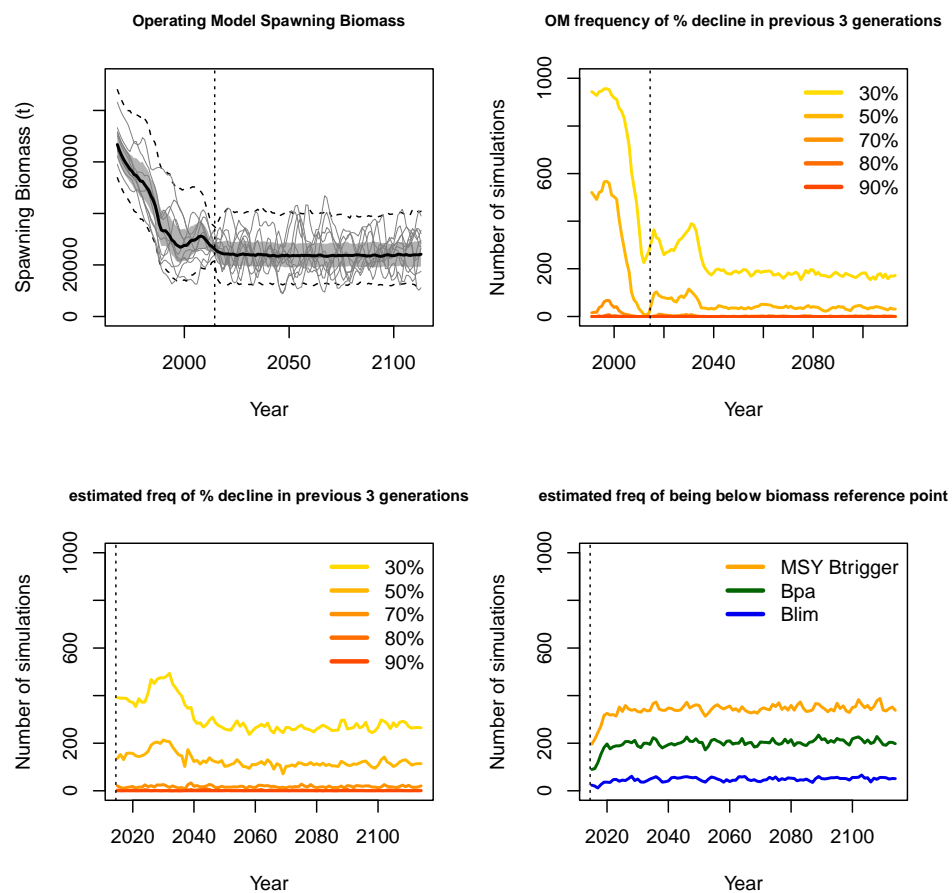 Operating Model Spawning Biomass
Spawning Biomass (t)
0
20000
60000
2000
2050
2100
Year
OM frequency of % decline in previous 3 generations
Number of simulations
0
200
600
1000
30%
50%
70%
80%
90%
2000
2040
2080
Year
estimated freq of % decline in previous 3 generations
Number of simulations
0
200
600
1000
30%
50%
70%
80%
90%
2020
2040
2060
2080
2100
Year
estimated freq of being below biomass reference point
Number of simulations
0
200
600
1000
MSY Btrigger
Bpa
Blim
2020
2040
2060
2080
2100
Year